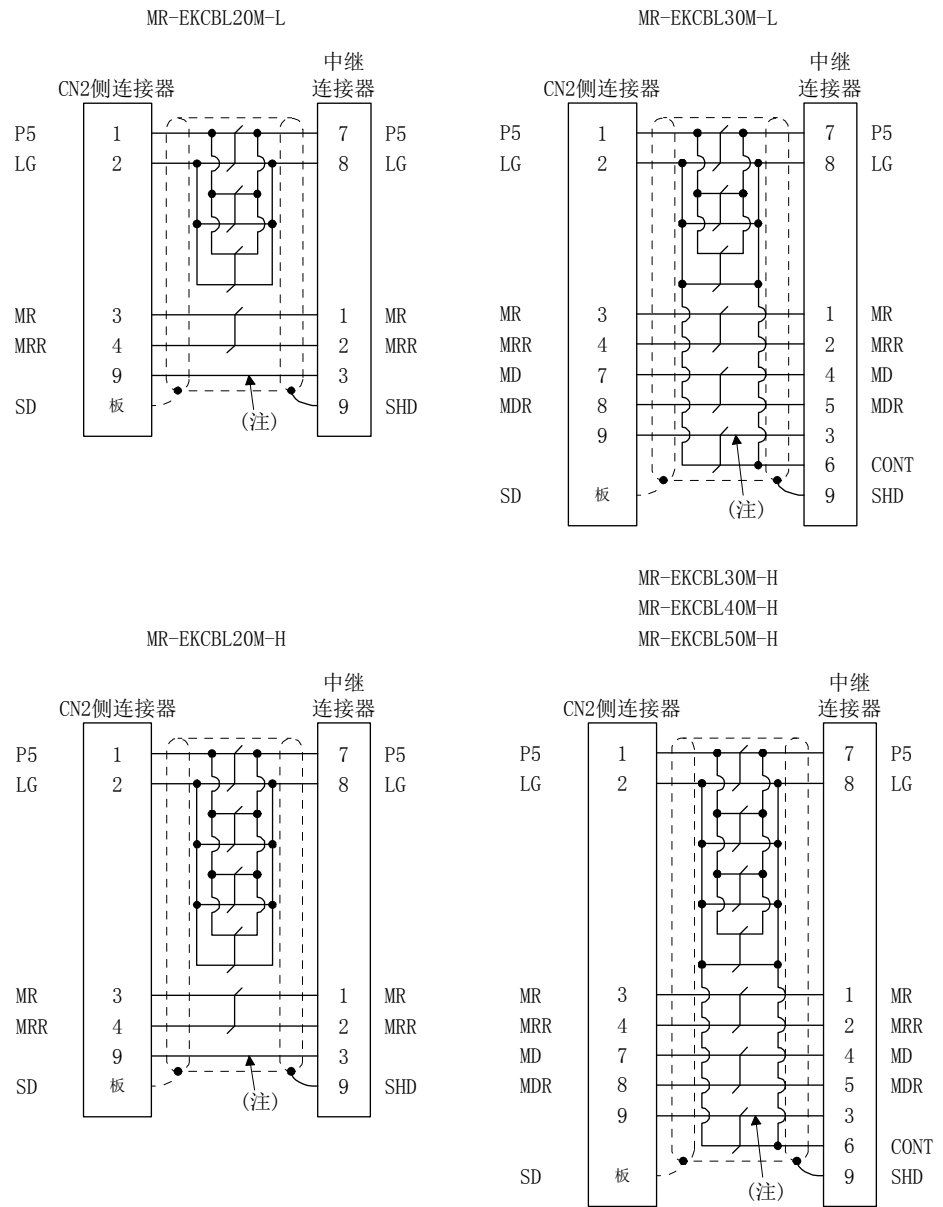 MR-EKCBL20M-L
中继
CN2侧连接器 连接器
P5 1 7 P5
LG 2 8 LG
MR 3 1 MR
MRR 4 2 MRR
9 3
SD 板 9 SHD
(注)
MR-EKCBL30M-L
中继
CN2侧连接器 连接器
P5 1 7 P5
LG 2 8 LG
MR 3 1 MR
MRR 4 2 MRR
MD 7 4 MD
MDR 8 5 MDR
9 3
6 CONT
SD 板 9 SHD
(注)
MR-EKCBL20M-H
中继
CN2侧连接器 连接器
P5 1 7 P5
LG 2 8 LG
MR 3 1 MR
MRR 4 2 MRR
9 3
SD 板 9 SHD
(注)
MR-EKCBL30M-H
MR-EKCBL40M-H
MR-EKCBL50M-H
中继
CN2侧连接器 连接器
P5 1 7 P5
LG 2 8 LG
MR 3 1 MR
MRR 4 2 MRR
MD 7 4 MD
MDR 8 5 MDR
9 3
6 CONT
SD 板 9 SHD
(注)